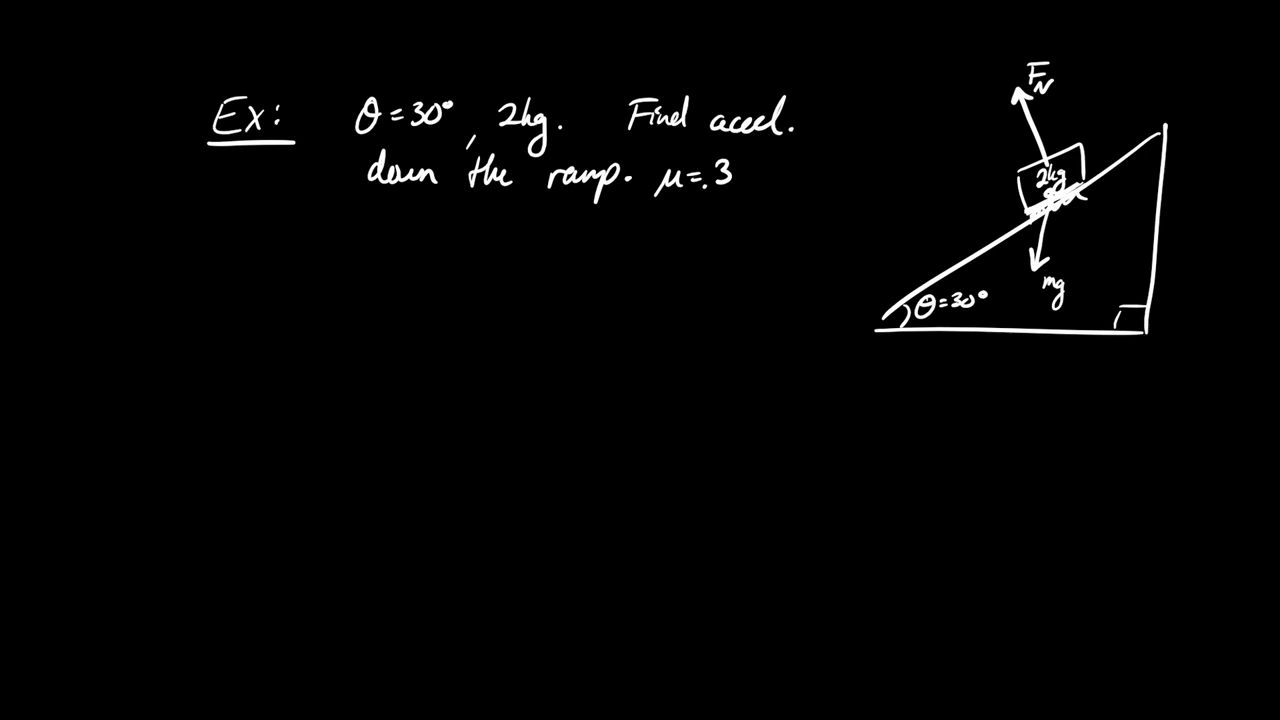 Ex: θ = 30°, 2kg. Find accel.
down the ramp. μ = .3
F_N
2kg
mg
θ = 30°